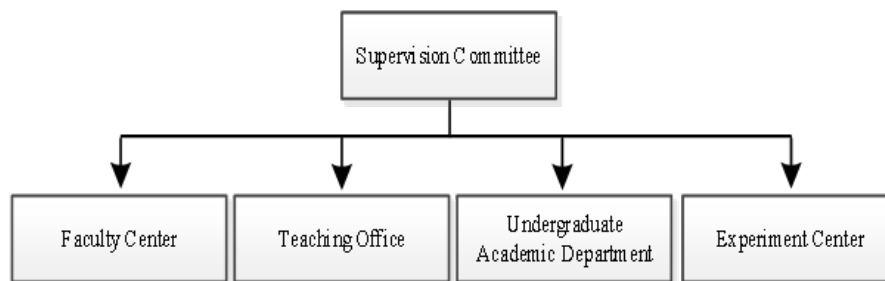 Supervision Committee
Faculty Center
Teaching Office
Undergraduate
Academic Department
Experiment Center